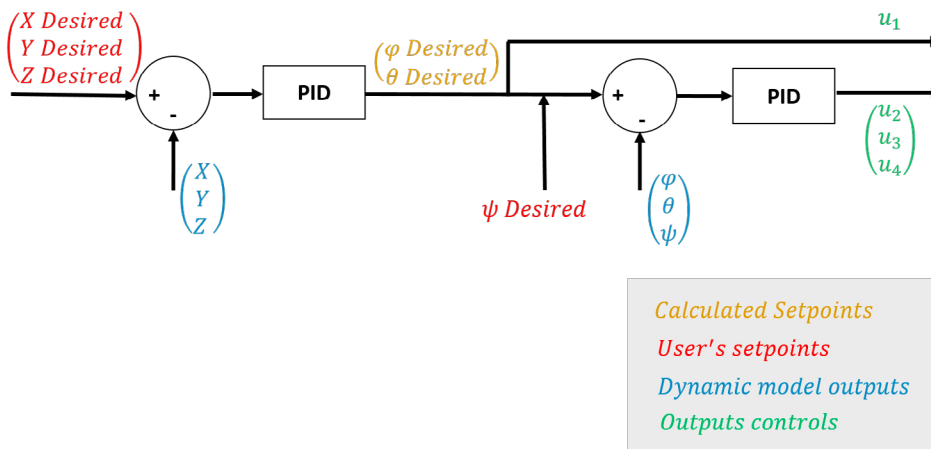 X Desired
Y Desired
Z Desired
+
-
PID
φ Desired
θ Desired
u₁
+
-
PID
u₂
u₃
u₄
X
Y
Z
ψ Desired
φ
θ
ψ
Calculated Setpoints
User's setpoints
Dynamic model outputs
Outputs controls